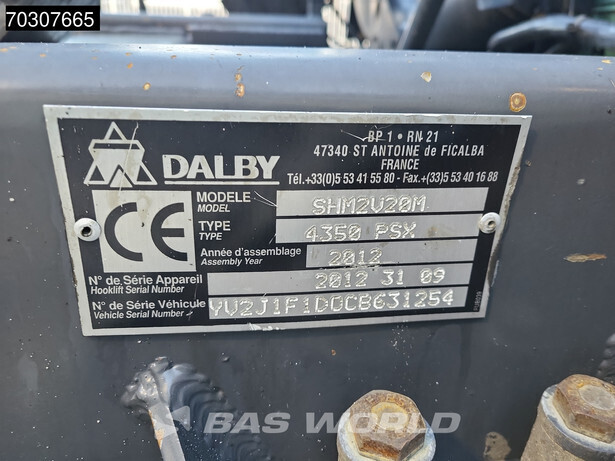 70307665
BP 1 • RN 21
47340 ST ANTOINE de FICALBA
FRANCE
DALBY
Tél.+33(0)5 53 41 55 80 - Fax.+(33)5 53 40 16 88
CE
MODELE
MODEL
SHM2V20M
TYPE
TYPE
4350 PSX
Année d'assemblage
Assembly Year
2012
N° de Série Appareil
Hooklift Serial Number
2012 31 09
N° de Série Véhicule
Vehicle Serial Number
YV2J1F1D0CB631254
BAS WORLD